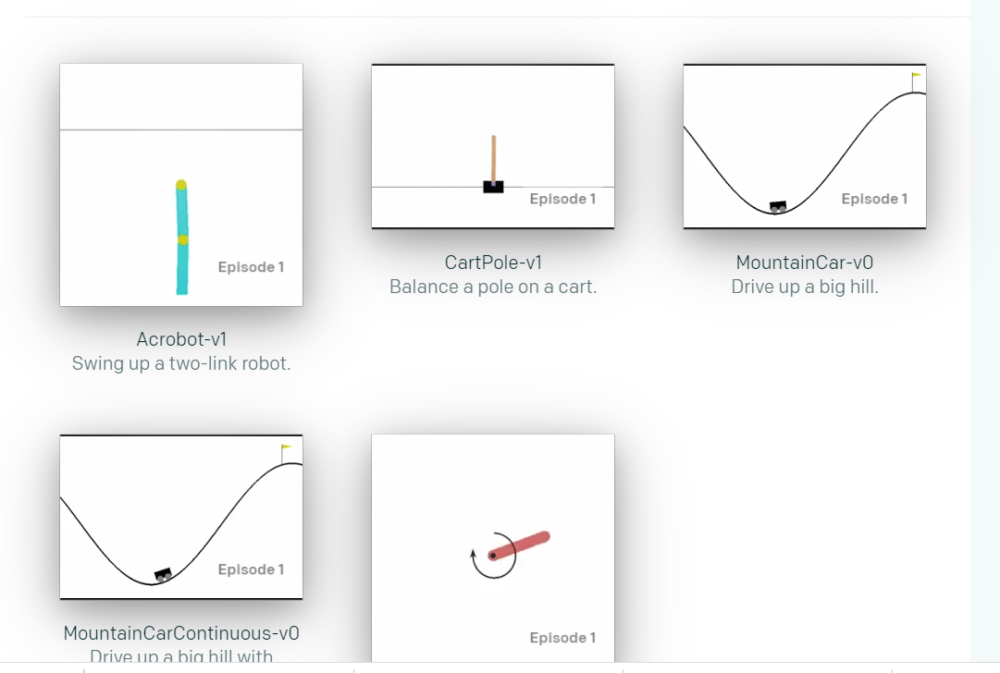 Episode 1
Acrobot-v1
Swing up a two-link robot.
Episode 1
CartPole-v1
Balance a pole on a cart.
Episode 1
MountainCar-v0
Drive up a big hill.
Episode 1
MountainCarContinuous-v0
Drive up a big hill with
Episode 1